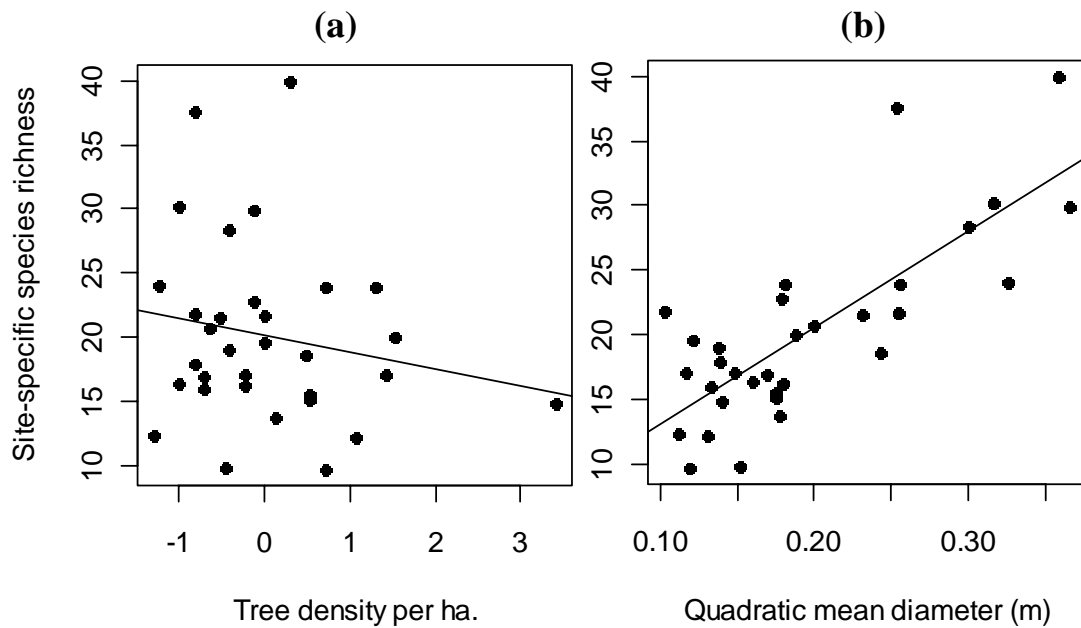 (a)
(b)
Site-specific species richness
40
35
30
25
20
15
10
-1 0 1 2 3
Tree density per ha.
40
35
30
25
20
15
10
0.10 0.20 0.30
Quadratic mean diameter (m)